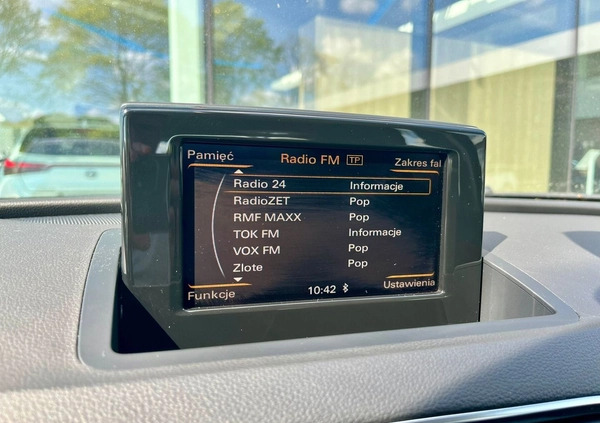 Pamięć Radio FM TP Zakres fal
Radio 24 Informacje
RadioZET Pop
RMF MAXX Pop
TOK FM Informacje
VOX FM Pop
Zlote Pop
Funkcje 10:42 Ustawienia